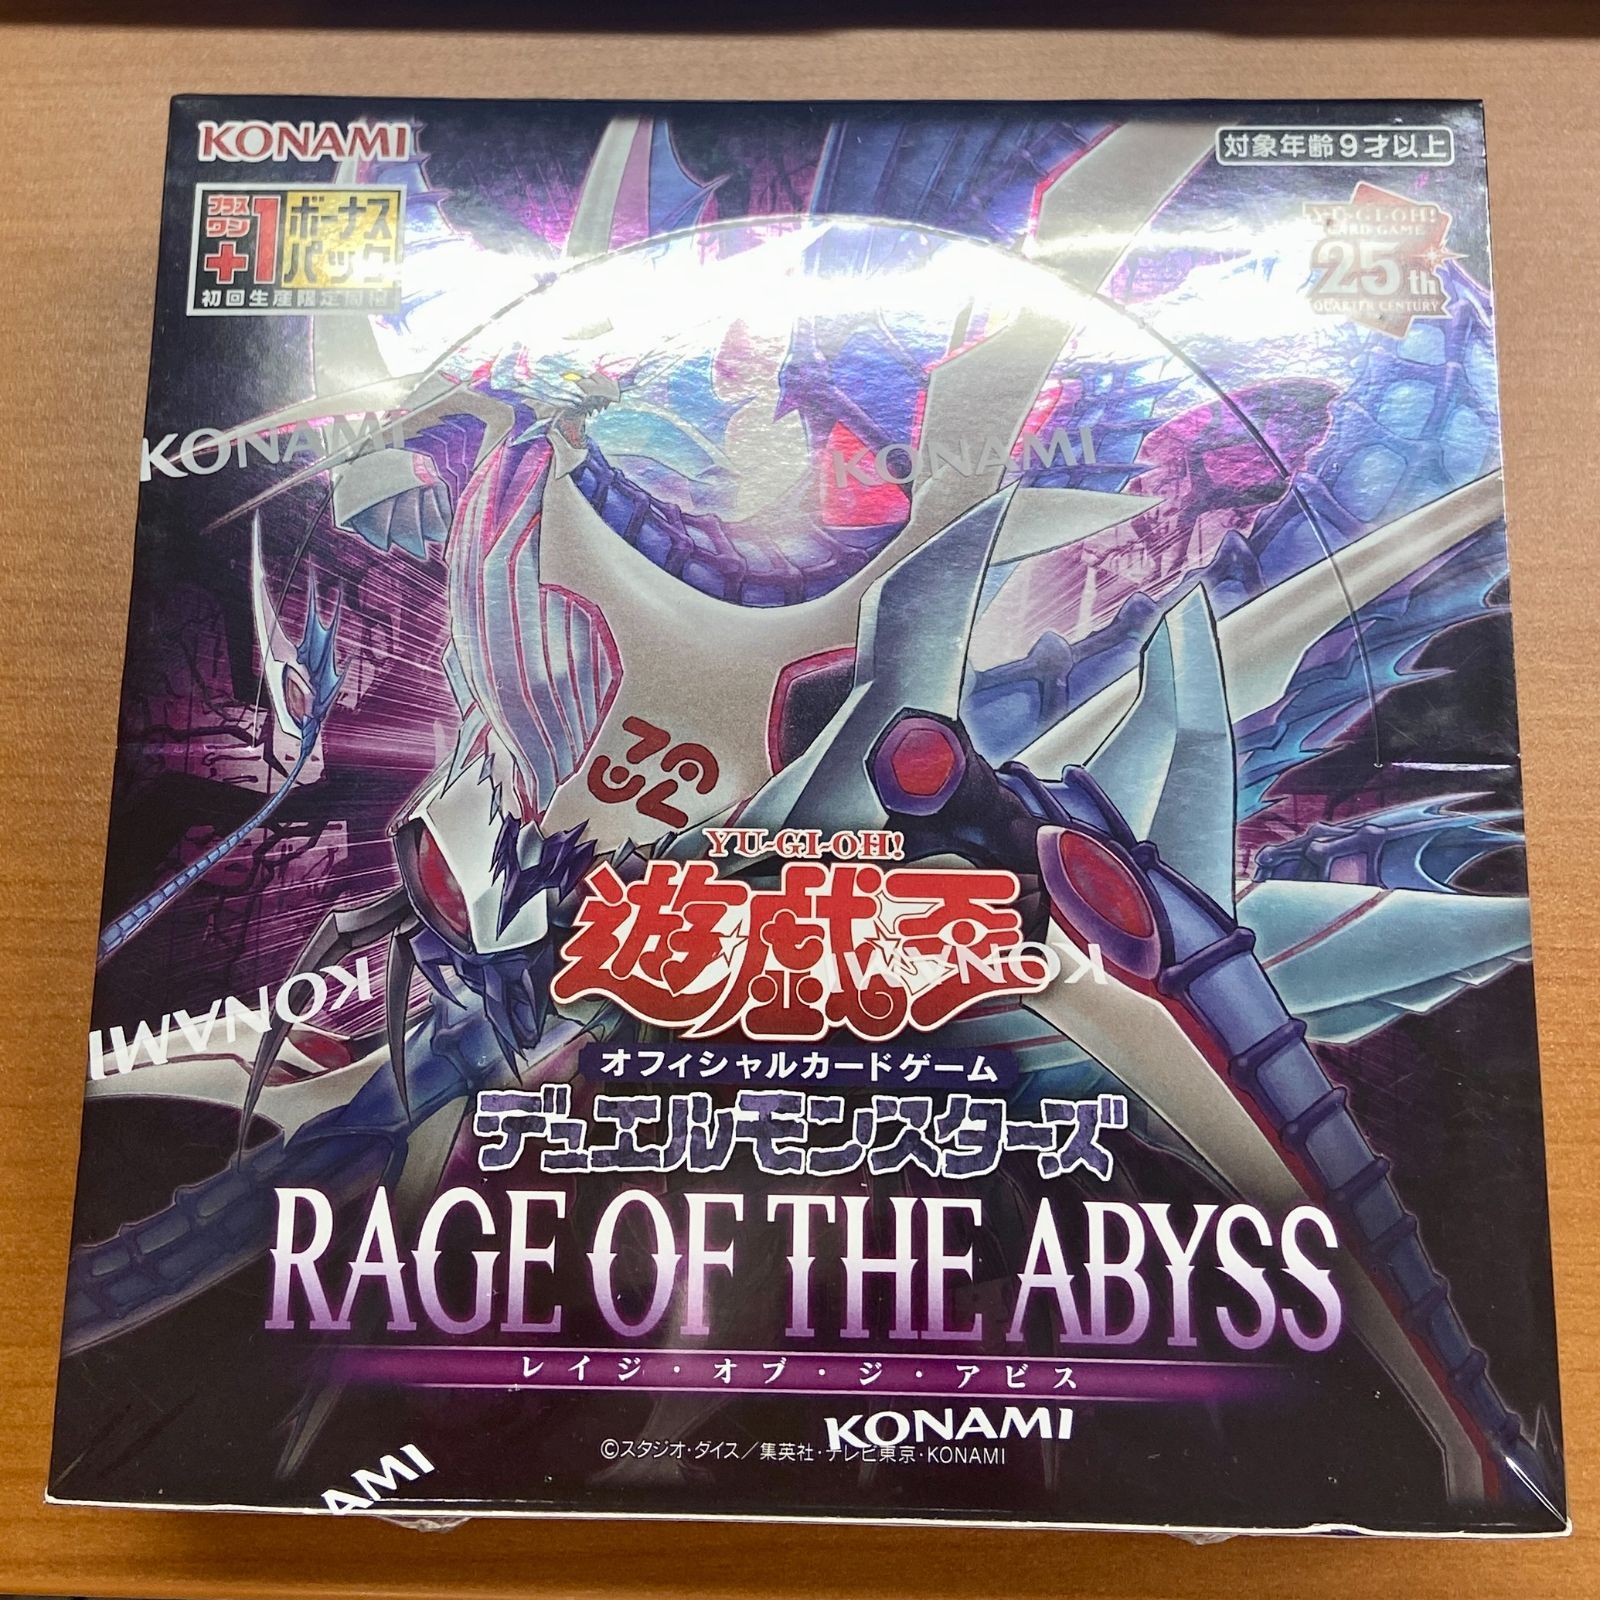 KONAMI
対象年齢9才以上
プラスワン
+1
ボーナスパック
初回生産限定同梱
YU-GI-OH!
CARD GAME
25th
QUARTER CENTURY
KONAMI
KONAMI
YU-GI-OH!
遊戯王
KONAMI
KONAMI
オフィシャルカードゲーム
デュエルモンスターズ
RAGE OF THE ABYSS
レイジ・オブ・ジ・アビス
KONAMI
©スタジオ・ダイス/集英社・テレビ東京・KONAMI
AMI